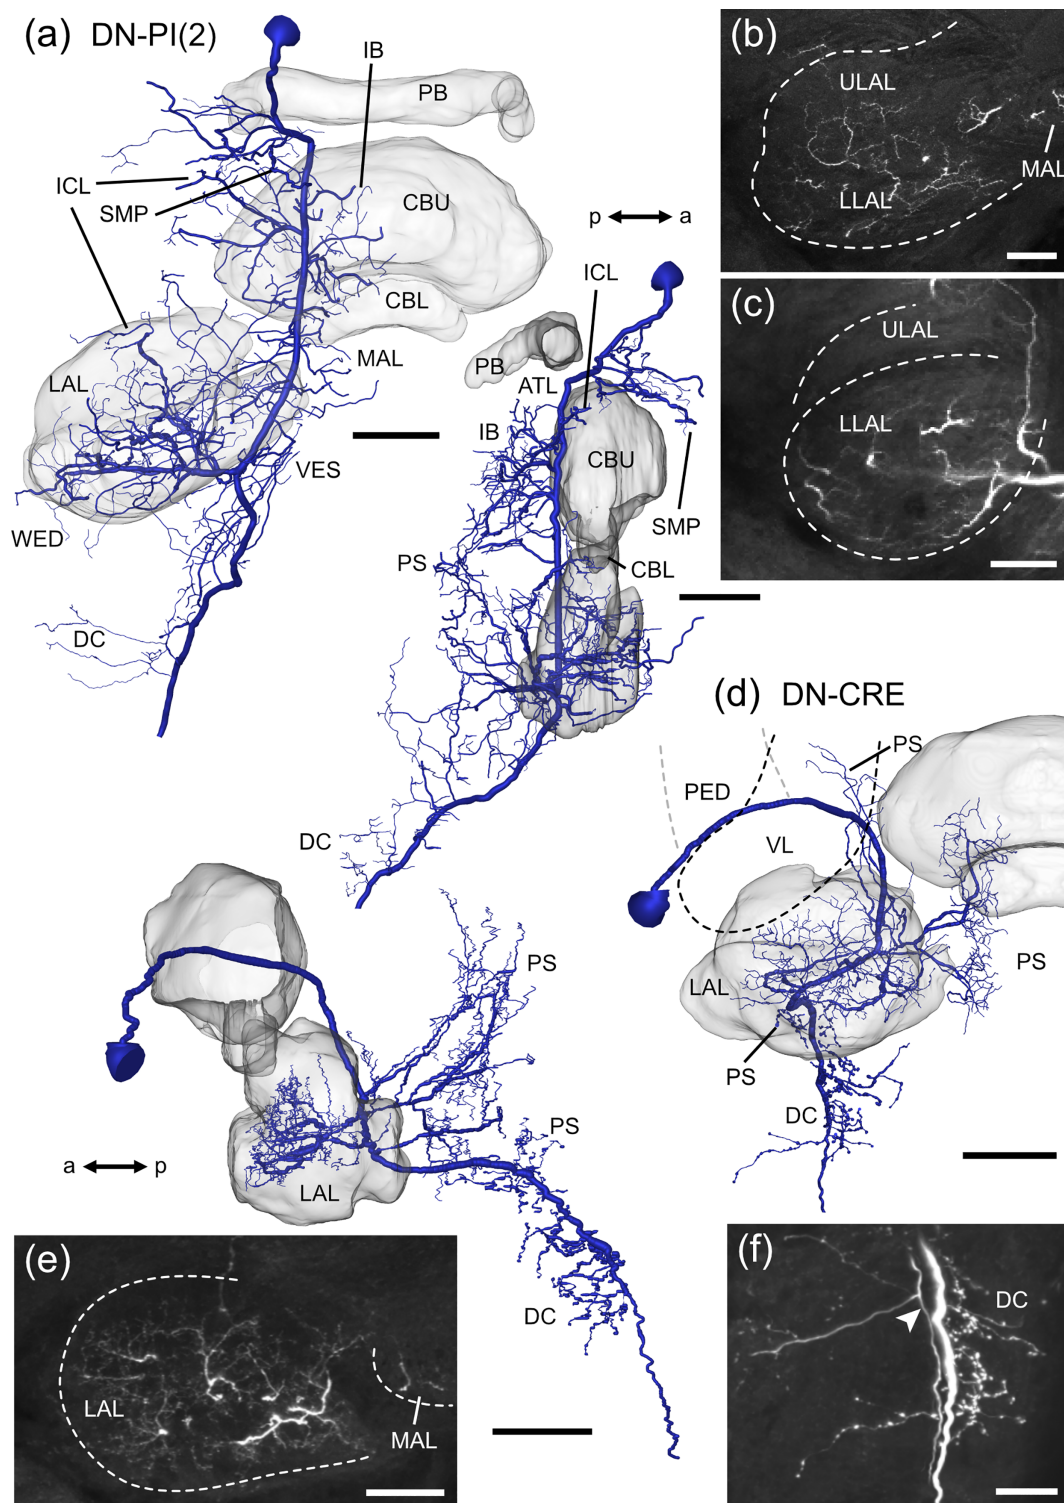 (a) DN-PI(2)
IB
PB
ICL
SMP
CBU
CBL
MAL
LAL
VES
WED
DC
p a
ICL
PB
ATL
IB
CBU
SMP
PS
CBL
DC
(b)
ULAL
MAL
LLAL
(c)
ULAL
LLAL
(d) DN-CRE
PS
PED
VL
LAL
PS
PS
DC
PS
PS
a p
LAL
DC
(e)
LAL
MAL
(f)
DC